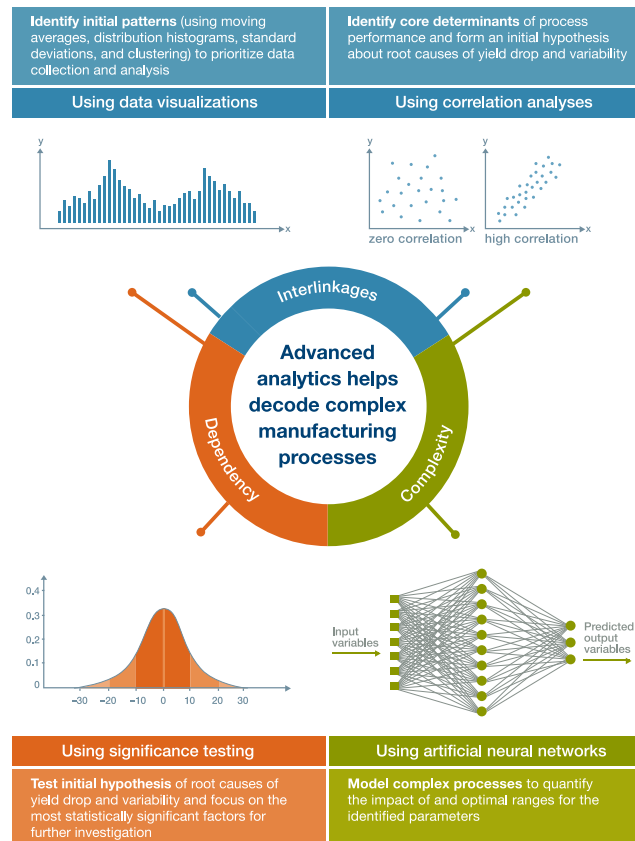 Identify initial patterns (using moving
averages, distribution histograms, standard
deviations, and clustering) to prioritize data
collection and analysis
Using data visualizations
Identify core determinants of process
performance and form an initial hypothesis
about root causes of yield drop and variability
Using correlation analyses
y
x
y
x
zero correlation
y
x
high correlation
Interlinkages
Dependency
Complexity
Advanced
analytics helps
decode complex
manufacturing
processes
0.4
0.3
0.2
0.1
0
–30 –20 –10 0 10 20 30
Input
variables
Predicted
output
variables
Using significance testing
Test initial hypothesis of root causes of
yield drop and variability and focus on the
most statistically significant factors for
further investigation
Using artificial neural networks
Model complex processes to quantify
the impact of and optimal ranges for the
identified parameters